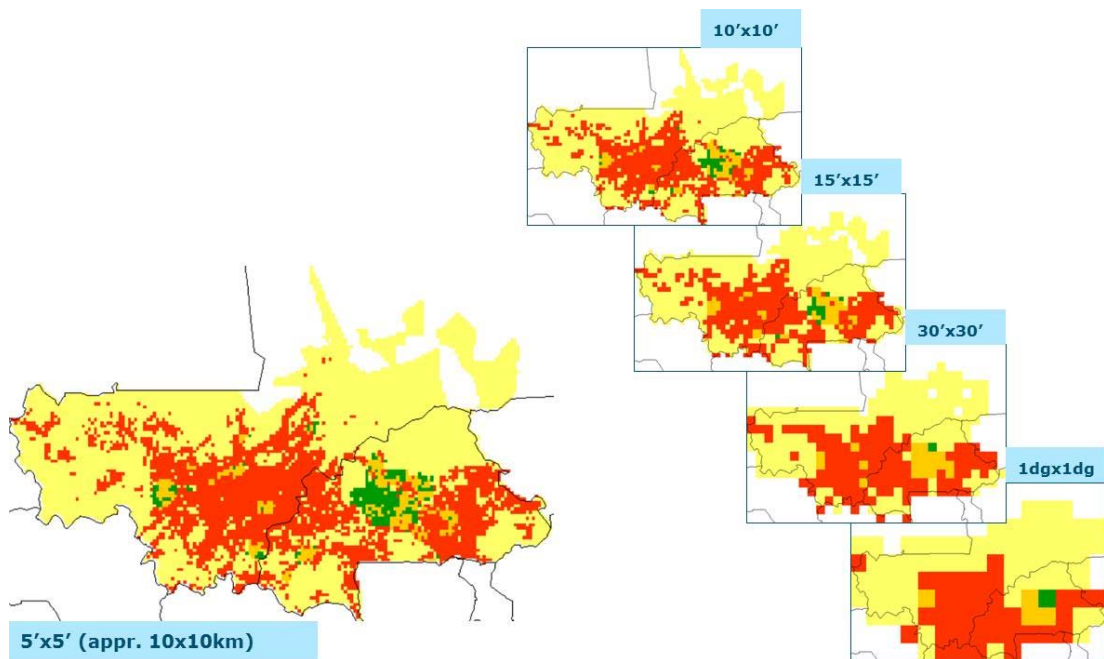 10’x10’
15’x15’
30’x30’
1dgx1dg
5’x5’ (appr. 10x10km)